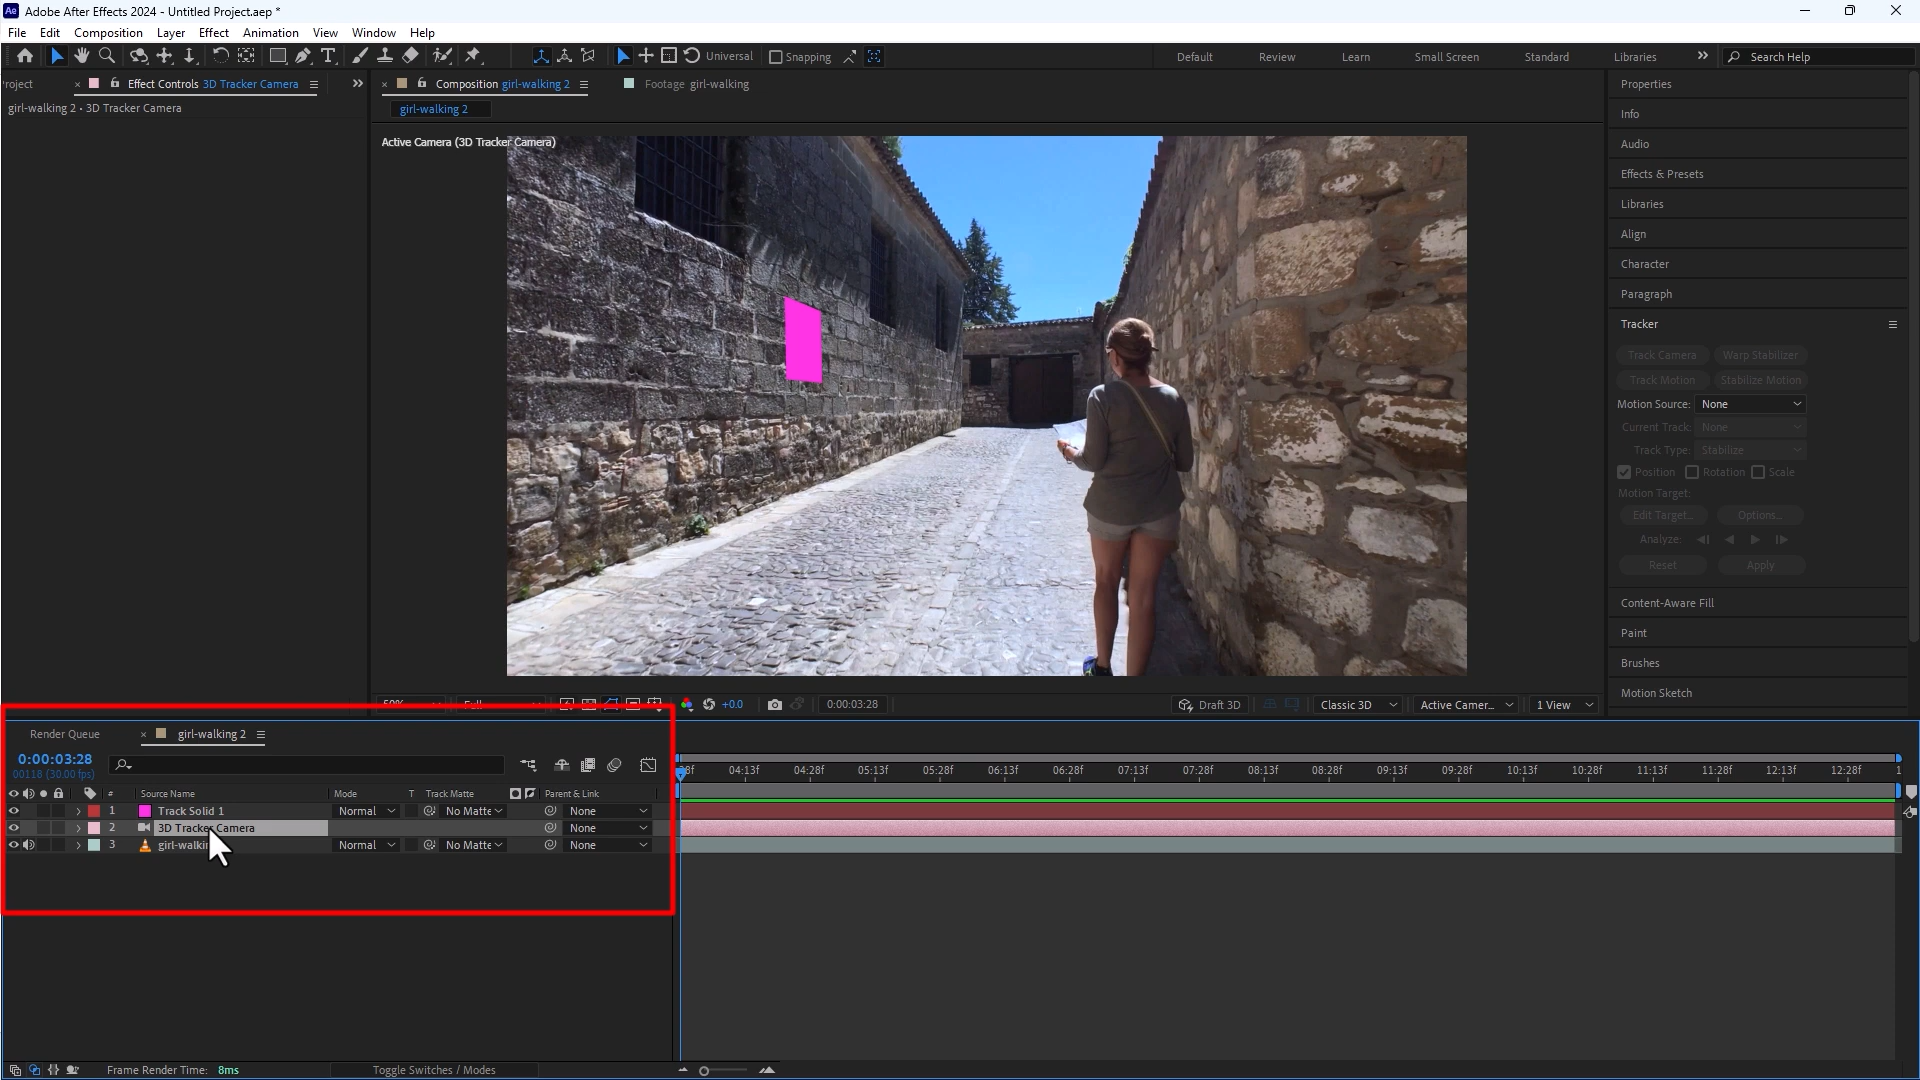 Ae Adobe After Effects 2024 - Untitled Project.aep *
File Edit Composition Layer Effect Animation View Window Help
Universal Snapping Default Review Learn Small Screen Standard Libraries Search Help
Effect Controls 3D Tracker Camera
Composition girl-walking 2
Footage girl-walking
girl-walking 2 • 3D Tracker Camera
girl-walking 2
Active Camera (3D Tracker Camera)
Properties
Info
Audio
Effects & Presets
Libraries
Align
Character
Paragraph
Tracker
Track Camera Warp Stabilizer
Track Motion Stabilize Motion
Motion Source: None
Current Track: None
Track Type: Stabilize
Position Rotation Scale
Motion Target:
Edit Target... Options...
Analyze:
Reset Apply
Content-Aware Fill
Paint
Brushes
Motion Sketch
+0.0 0:00:03:28 Draft 3D Classic 3D Active Camer... 1 View
Render Queue girl-walking 2
0:00:03:28
00118 (30.00 fps)
04:13f 04:28f 05:13f 05:28f 06:13f 06:28f 07:13f 07:28f 08:13f 08:28f 09:13f 09:28f 10:13f 10:28f 11:13f 11:28f 12:13f 12:28f
# Source Name Mode T Track Matte Parent & Link
1 Track Solid 1 Normal No Matte None
2 3D Tracker Camera None
3 Normal No Matte None
Frame Render Time: 8ms Toggle Switches / Modes